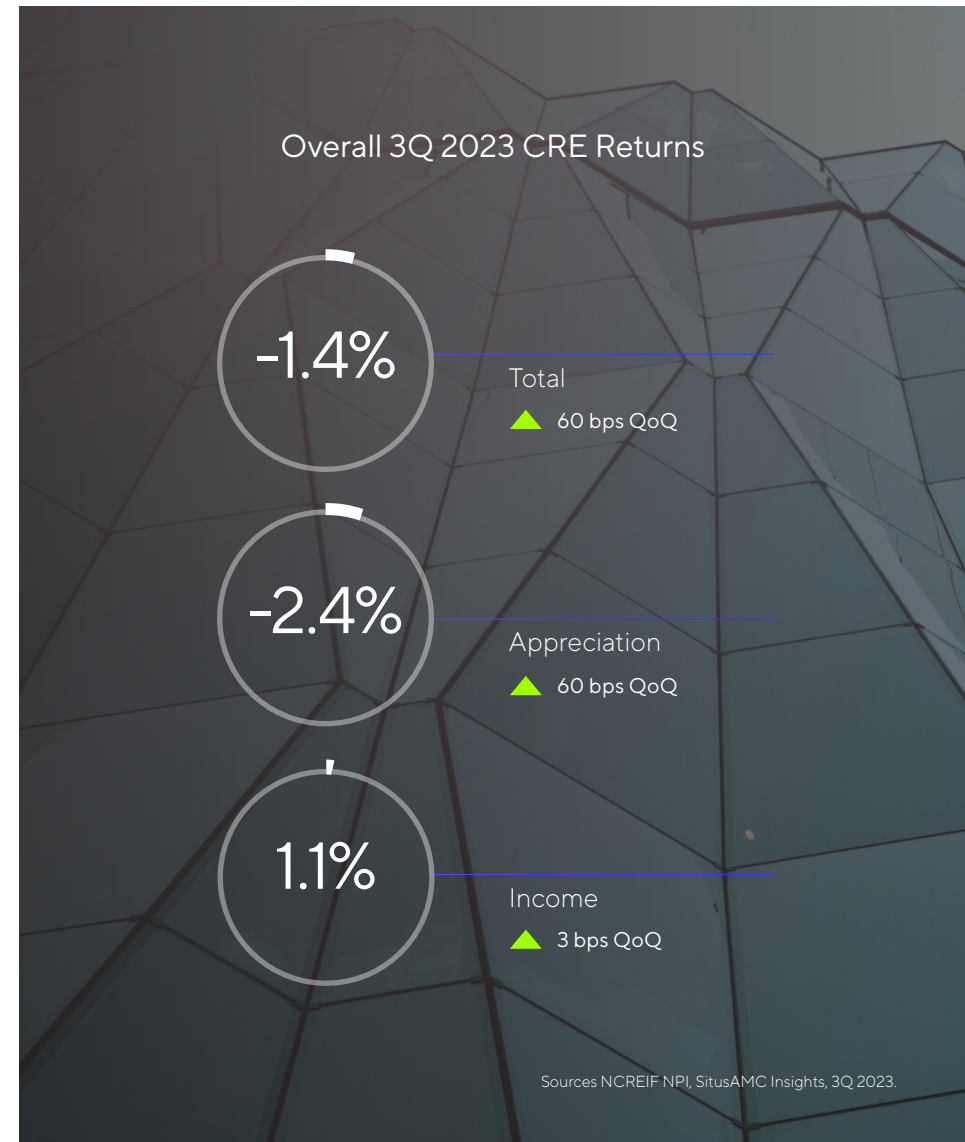 Overall 3Q 2023 CRE Returns
-1.4%
Total
60 bps QoQ
-2.4%
Appreciation
60 bps QoQ
1.1%
Income
3 bps QoQ
Sources NCREIF NPI, SitusAMC Insights, 3Q 2023.